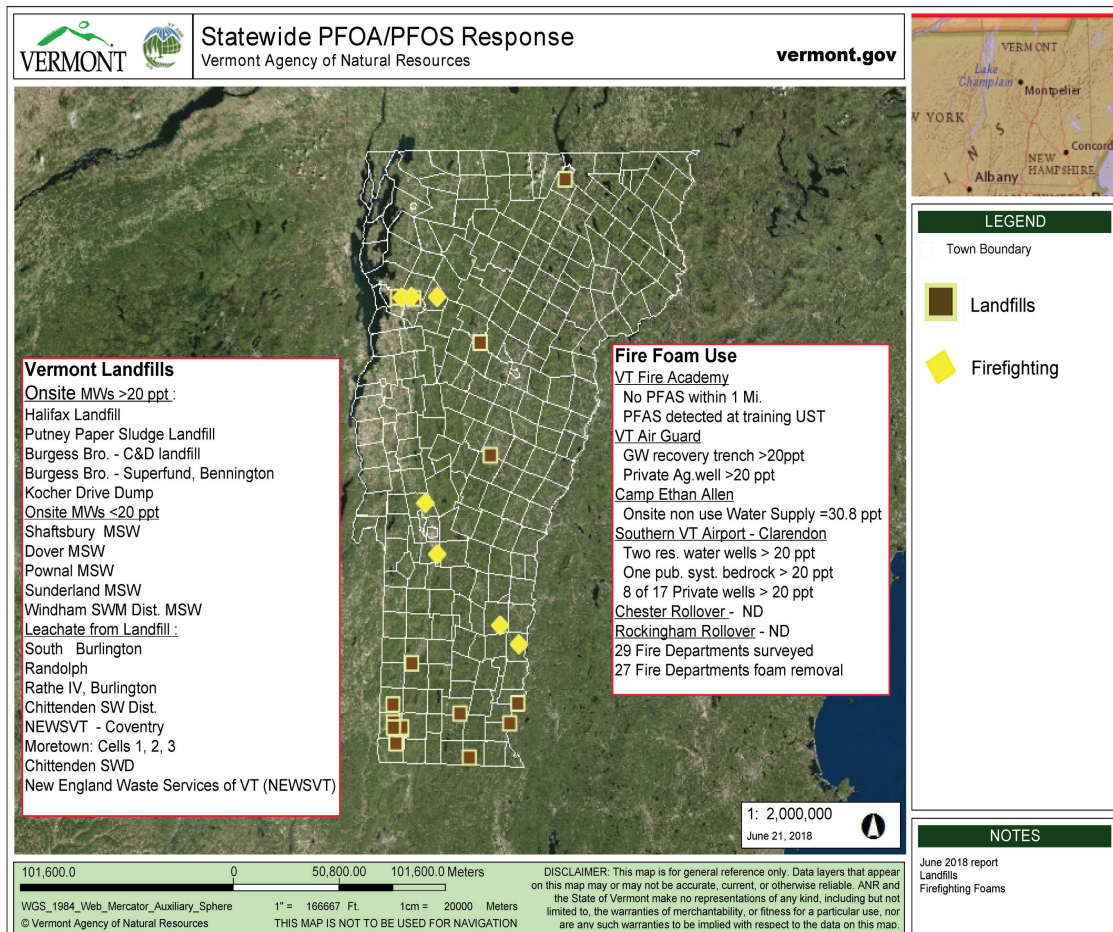 VERMONT
Statewide PFOA/PFOS Response
Vermont Agency of Natural Resources
vermont.gov
VERMONT
Lake
Champlain
Montpelier
W YORK
Concord
NEW
HAMPSHIRE
Albany
LEGEND
Town Boundary
Landfills
Firefighting
Vermont Landfills
Onsite MWs >20 ppt :
Halifax Landfill
Putney Paper Sludge Landfill
Burgess Bro. - C&D landfill
Burgess Bro. - Superfund, Bennington
Kocher Drive Dump
Onsite MWs <20 ppt
Shaftsbury MSW
Dover MSW
Pownal MSW
Sunderland MSW
Windham SWM Dist. MSW
Leachate from Landfill :
South Burlington
Randolph
Rathe IV, Burlington
Chittenden SW Dist.
NEWSVT - Coventry
Moretown: Cells 1, 2, 3
Chittenden SWD
New England Waste Services of VT (NEWSVT)
Fire Foam Use
VT Fire Academy
No PFAS within 1 Mi.
PFAS detected at training UST
VT Air Guard
GW recovery trench >20ppt
Private Ag.well >20 ppt
Camp Ethan Allen
Onsite non use Water Supply =30.8 ppt
Southern VT Airport - Clarendon
Two res. water wells > 20 ppt
One pub. syst. bedrock > 20 ppt
8 of 17 Private wells > 20 ppt
Chester Rollover - ND
Rockingham Rollover - ND
29 Fire Departments surveyed
27 Fire Departments foam removal
1: 2,000,000
June 21, 2018
NOTES
June 2018 report
Landfills
Firefighting Foams
101,600.0 0 50,800.00 101,600.0 Meters
WGS_1984_Web_Mercator_Auxiliary_Sphere 1" = 166667 Ft. 1cm = 20000 Meters
© Vermont Agency of Natural Resources THIS MAP IS NOT TO BE USED FOR NAVIGATION
DISCLAIMER: This map is for general reference only. Data layers that appear
on this map may or may not be accurate, current, or otherwise reliable. ANR and
the State of Vermont make no representations of any kind, including but not
limited to, the warranties of merchantability, or fitness for a particular use, nor
are any such warranties to be implied with respect to the data on this map.